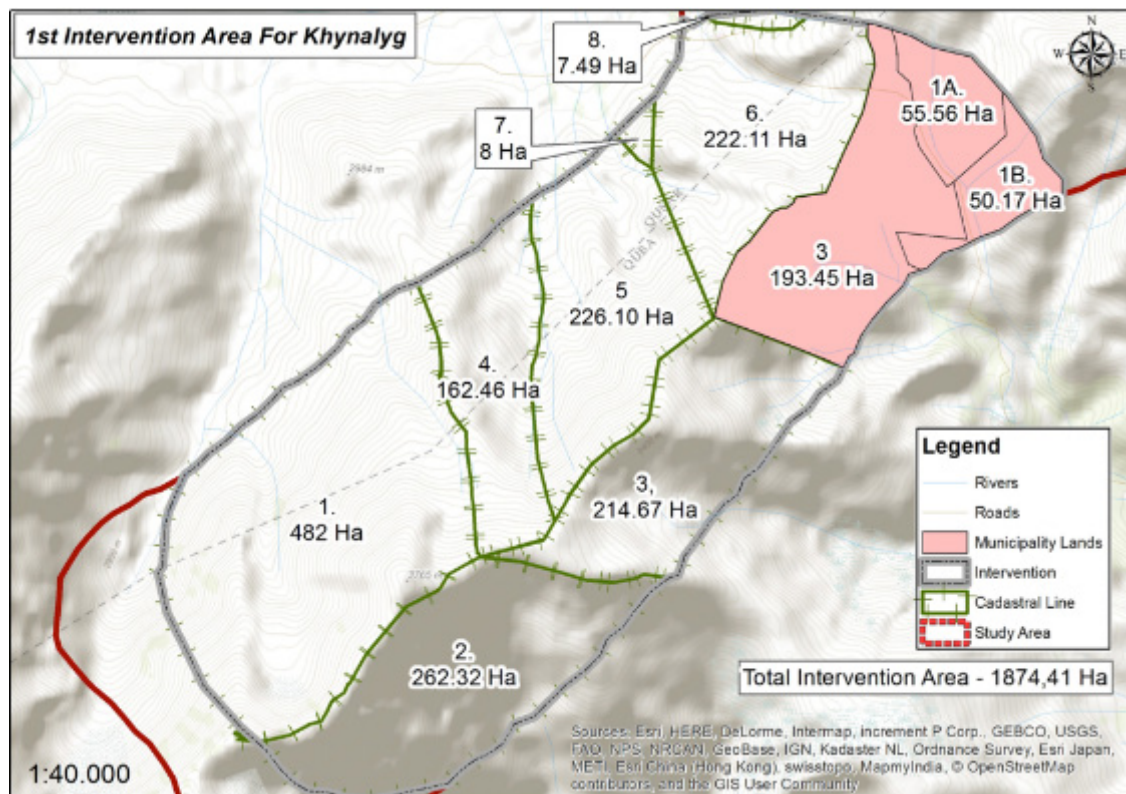 1st Intervention Area For Khynalyg
8.
7.49 Ha
N
W
E
S
7.
8 Ha
6.
222.11 Ha
1A.
55.56 Ha
1B.
50.17 Ha
2984 m
QUBA
QUSAR
3
193.45 Ha
5
226.10 Ha
4.
162.46 Ha
1.
482 Ha
3,
214.67 Ha
2765 m
2.
262.32 Ha
Legend
Rivers
Roads
Municipality Lands
Intervention
Cadastral Line
Study Area
Total Intervention Area - 1874,41 Ha
1:40.000
Sources: Esri, HERE, DeLorme, Intermap, increment P Corp., GEBCO, USGS,
FAO, NPS, NRCAN, GeoBase, IGN, Kadaster NL, Ordnance Survey, Esri Japan,
METI, Esri China (Hong Kong), swisstopo, MapmyIndia, © OpenStreetMap
contributors, and the GIS User Community